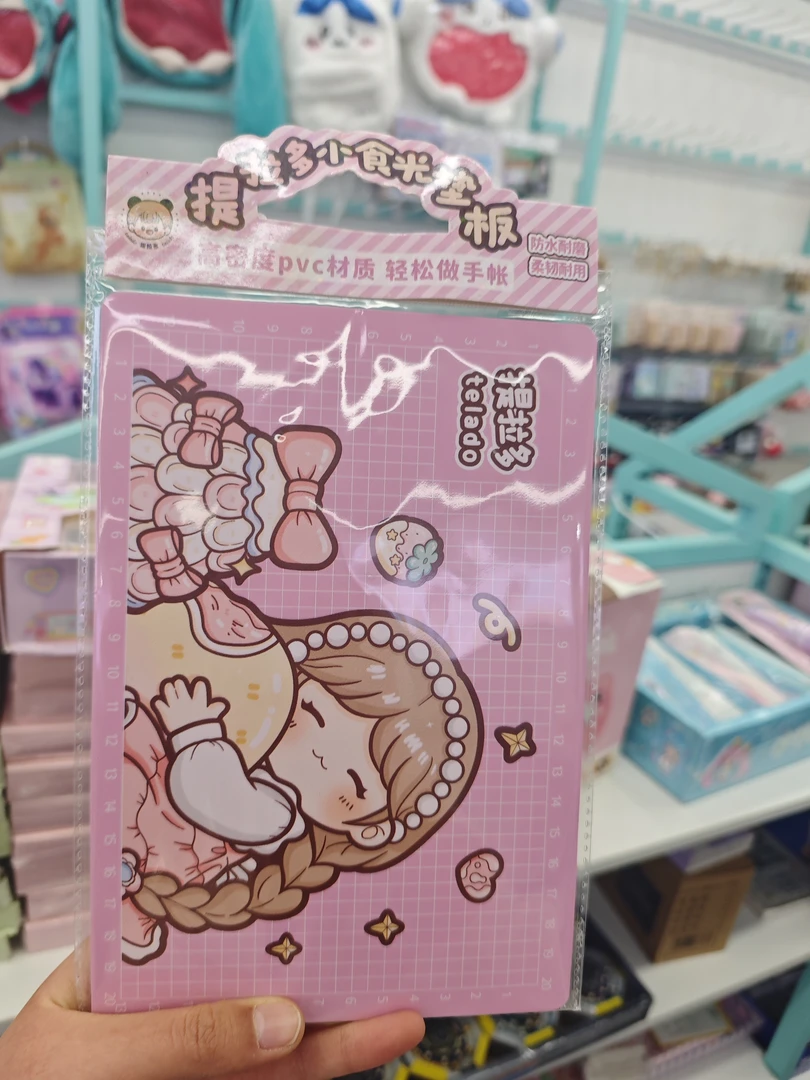 提拉多小食光垫板
防水耐磨
柔韧耐用
高密度pvc材质 轻松做手帐
提拉多
telado